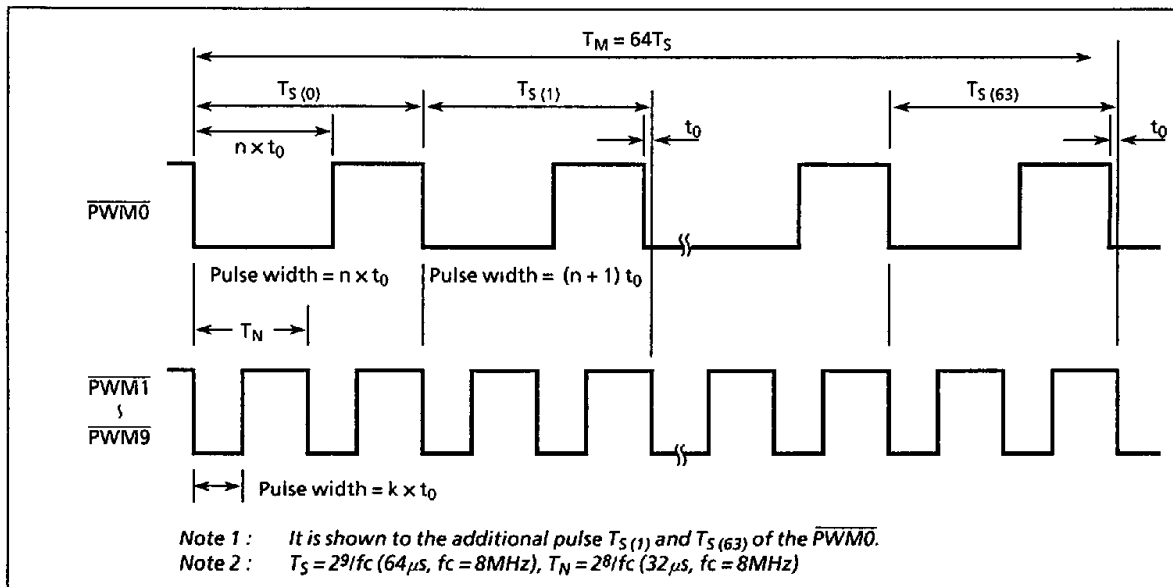 T_M = 64T_S
T_S (0) T_S (1) T_S (63)
n × t_0 t_0 t_0
PWM0
Pulse width = n × t_0 Pulse width = (n + 1) t_0
T_N
PWM1
∫
PWM9
Pulse width = k × t_0
Note 1 : It is shown to the additional pulse T_S (1) and T_S (63) of the PWM0.
Note 2 : T_S = 2^9/fc (64μs, fc = 8MHz), T_N = 2^8/fc (32μs, fc = 8MHz)